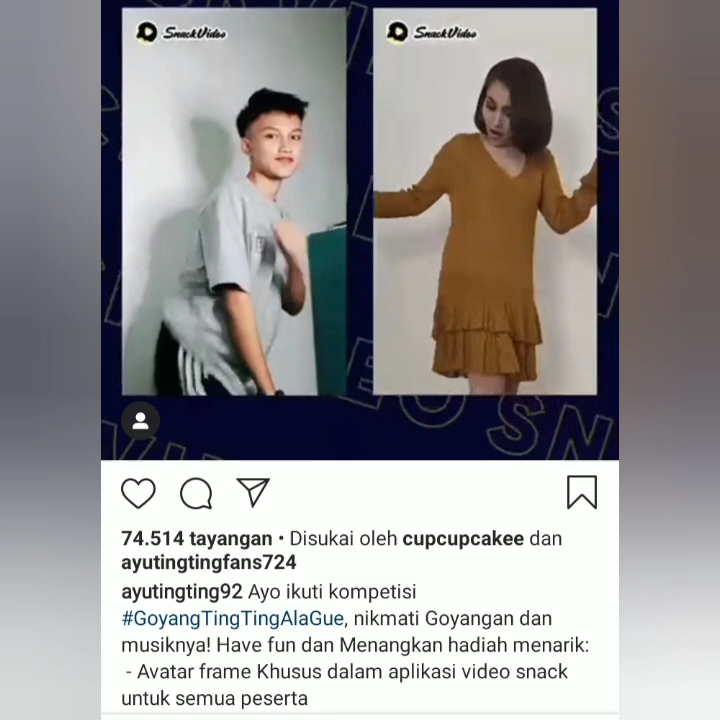 SnackVideo
SnackVideo
74.514 tayangan • Disukai oleh cupcupcakee dan
ayutingtingfans724
ayutingting92 Ayo ikuti kompetisi
#GoyangTingTingAlaGue, nikmati Goyangan dan
musiknya! Have fun dan Menangkan hadiah menarik:
- Avatar frame Khusus dalam aplikasi video snack
untuk semua peserta